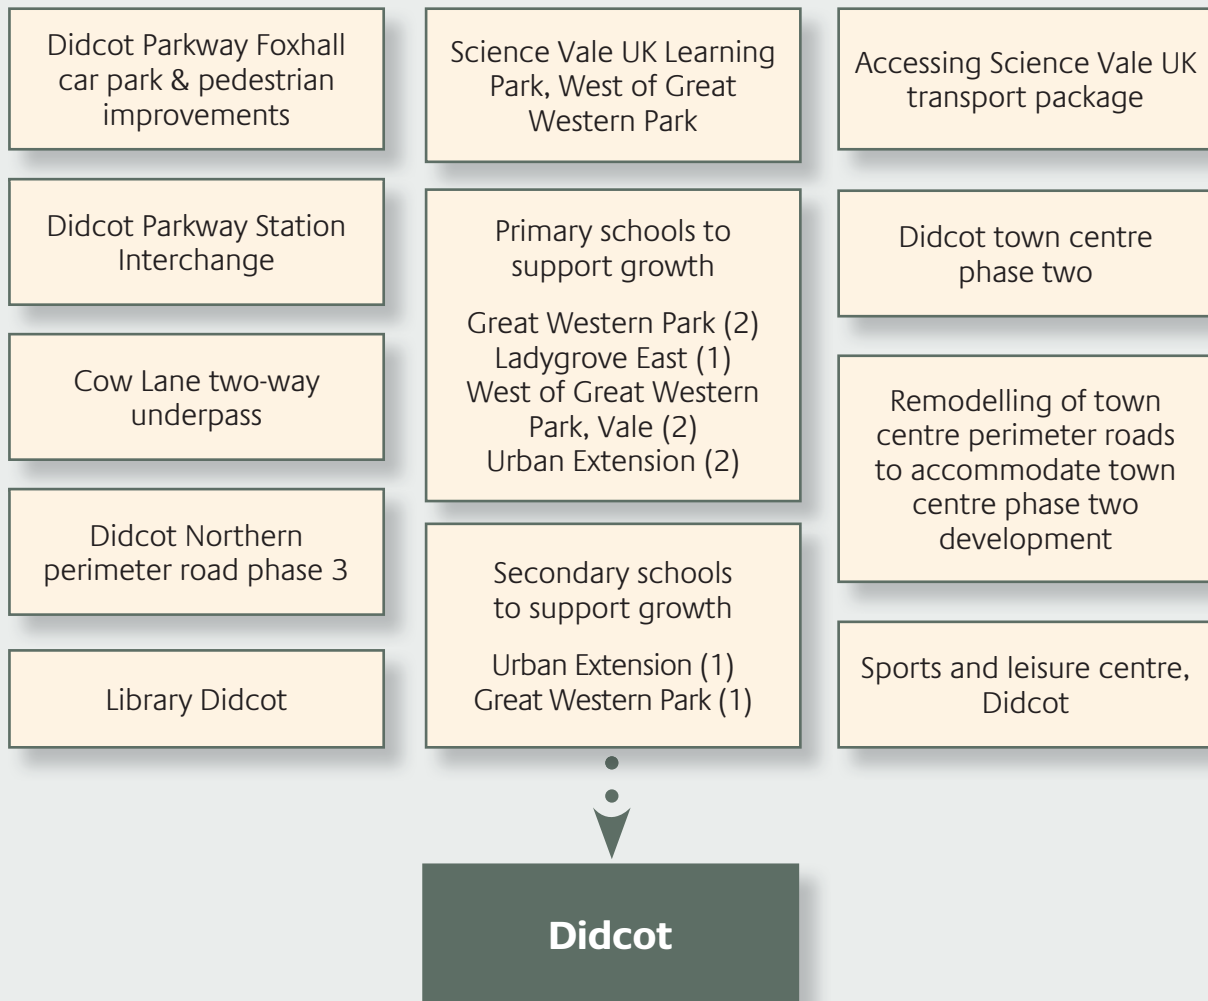 Didcot Parkway Foxhall
car park & pedestrian
improvements
Didcot Parkway Station
Interchange
Cow Lane two-way
underpass
Didcot Northern
perimeter road phase 3
Library Didcot
Science Vale UK Learning
Park, West of Great
Western Park
Primary schools to
support growth
Great Western Park (2)
Ladygrove East (1)
West of Great Western
Park, Vale (2)
Urban Extension (2)
Secondary schools
to support growth
Urban Extension (1)
Great Western Park (1)
Accessing Science Vale UK
transport package
Didcot town centre
phase two
Remodelling of town
centre perimeter roads
to accommodate town
centre phase two
development
Sports and leisure centre,
Didcot
Didcot